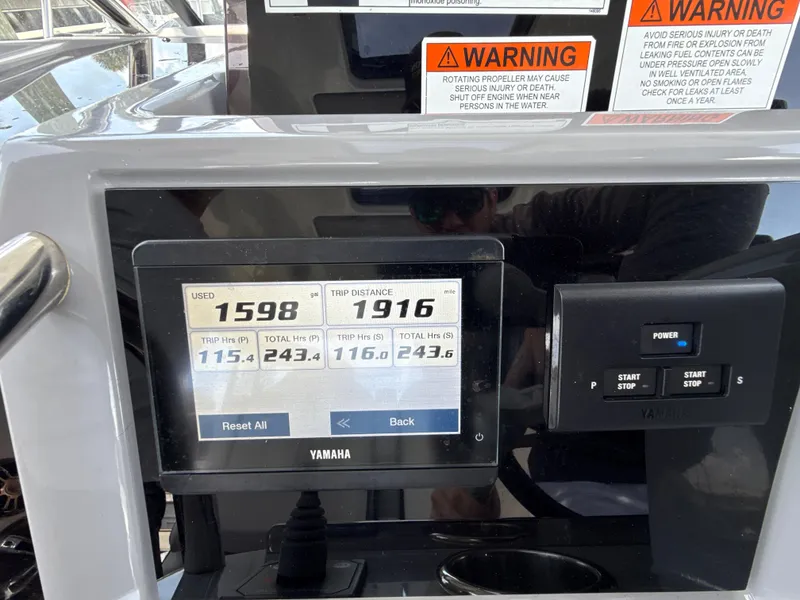 monoxide poisoning.
WARNING
AVOID SERIOUS INJURY OR DEATH
FROM FIRE OR EXPLOSION FROM
LEAKING FUEL CONTENTS CAN BE
UNDER PRESSURE OPEN SLOWLY
IN WELL VENTILATED AREA,
NO SMOKING OR OPEN FLAMES
CHECK FOR LEAKS AT LEAST
ONCE A YEAR.
WARNING
ROTATING PROPELLER MAY CAUSE
SERIOUS INJURY OR DEATH.
SHUT OFF ENGINE WHEN NEAR
PERSONS IN THE WATER.
USED gal
1598
TRIP DISTANCE mile
1916
TRIP Hrs (P)
115.4
TOTAL Hrs (P)
243.4
TRIP Hrs (S)
116.0
TOTAL Hrs (S)
243.6
Reset All
Back
YAMAHA
POWER
P
START
STOP
START
STOP
S
YAMAHA